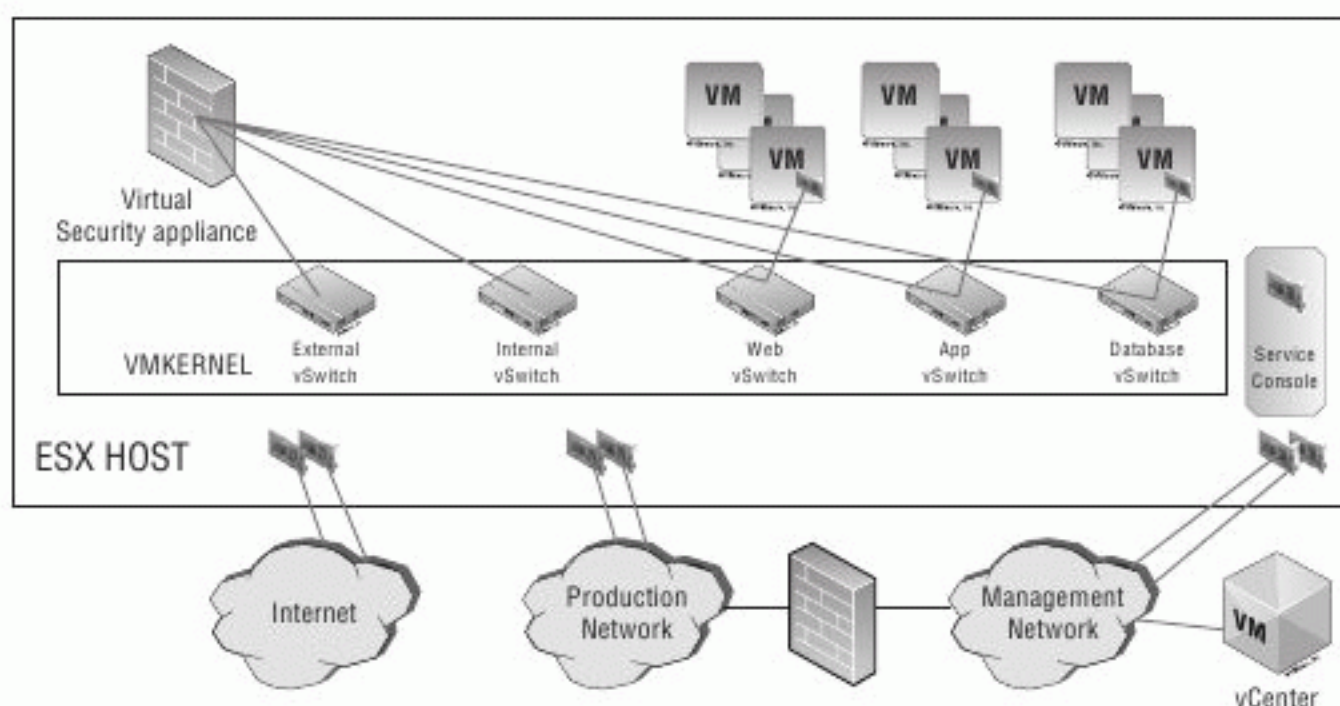 VM
VM
VM
VM
VM
VM
Virtual
Security appliance
VMKERNEL
External
vSwitch
Internal
vSwitch
Web
vSwitch
App
vSwitch
Database
vSwitch
Service
Console
ESX HOST
Internet
Production
Network
Management
Network
VM
vCenter